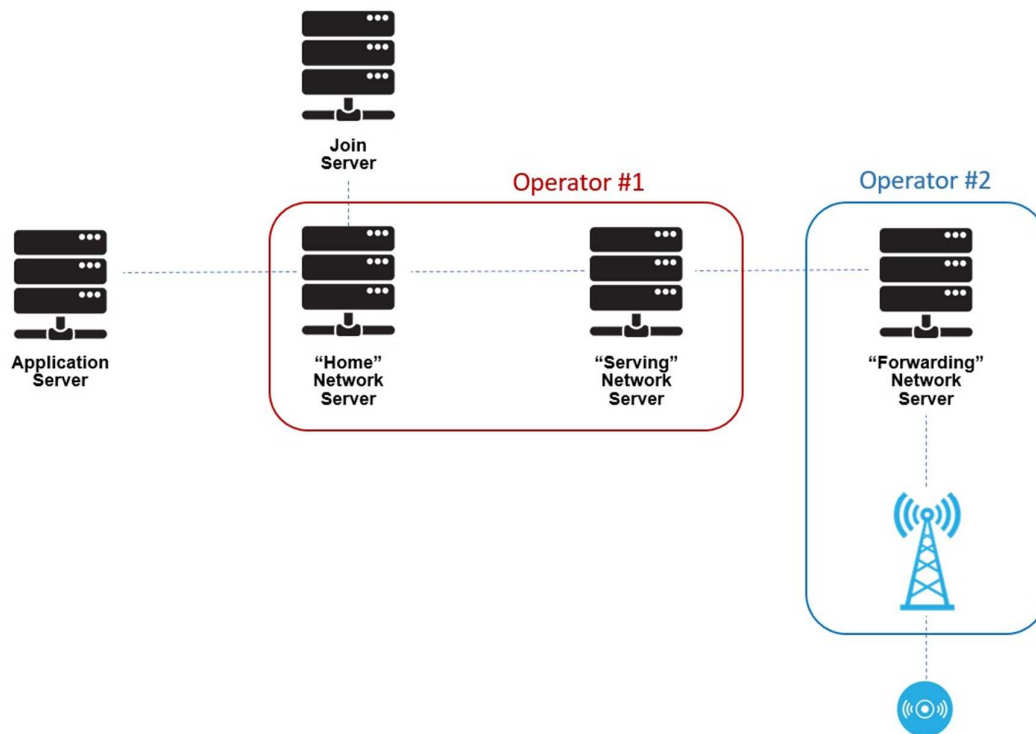 Join
Server
Operator #1
Operator #2
Application
Server
“Home”
Network
Server
“Serving”
Network
Server
“Forwarding”
Network
Server